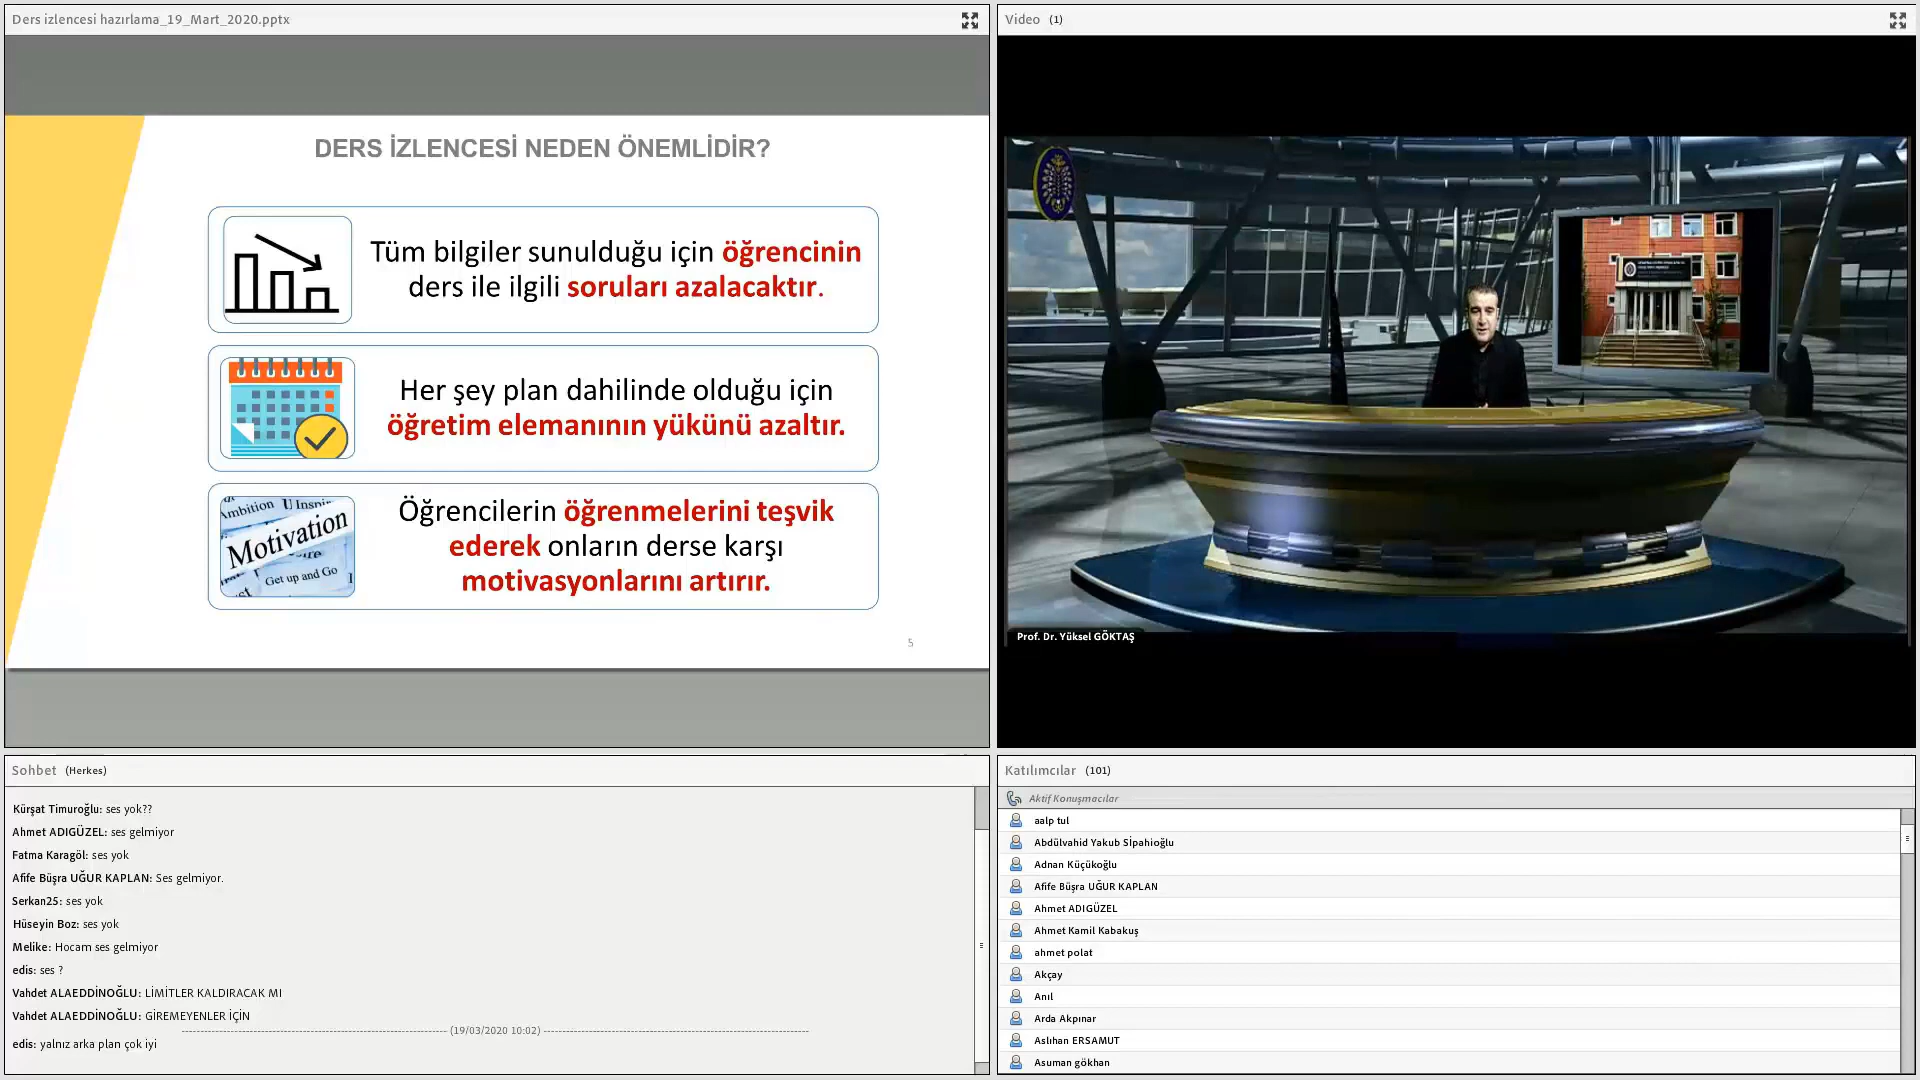 Ders izlencesi hazırlama_19_Mart_2020.pptx
DERS İZLENCESİ NEDEN ÖNEMLİDİR?
Tüm bilgiler sunulduğu için öğrencinin
ders ile ilgili soruları azalacaktır.
Her şey plan dahilinde olduğu için
öğretim elemanının yükünü azaltır.
Ambition
Motivation
Get up and Go
Öğrencilerin öğrenmelerini teşvik
ederek onların derse karşı
motivasyonlarını artırır.
5
Video (1)
Prof. Dr. Yüksel GÖKTAŞ
Sohbet (Herkes)
Kürşat Timuroğlu: ses yok??
Ahmet ADIGÜZEL: ses gelmiyor
Fatma Karagöl: ses yok
Afife Büşra UĞUR KAPLAN: Ses gelmiyor.
Serkan25: ses yok
Hüseyin Boz: ses yok
Melike: Hocam ses gelmiyor
edis: ses ?
Vahdet ALAEDDİNOĞLU: LİMİTLER KALDIRACAK MI
Vahdet ALAEDDİNOĞLU: GİREMEYENLER İÇİN
(19/03/2020 10:02)
edis: yalnız arka plan çok iyi
Katılımcılar (101)
Aktif Konuşmacılar
aalp tul
Abdülvahid Yakub Sİpahioğlu
Adnan Küçükoğlu
Afife Büşra UĞUR KAPLAN
Ahmet ADIGÜZEL
Ahmet Kamil Kabakuş
ahmet polat
Akçay
Anıl
Arda Akpınar
Aslıhan ERSAMUT
Asuman gökhan